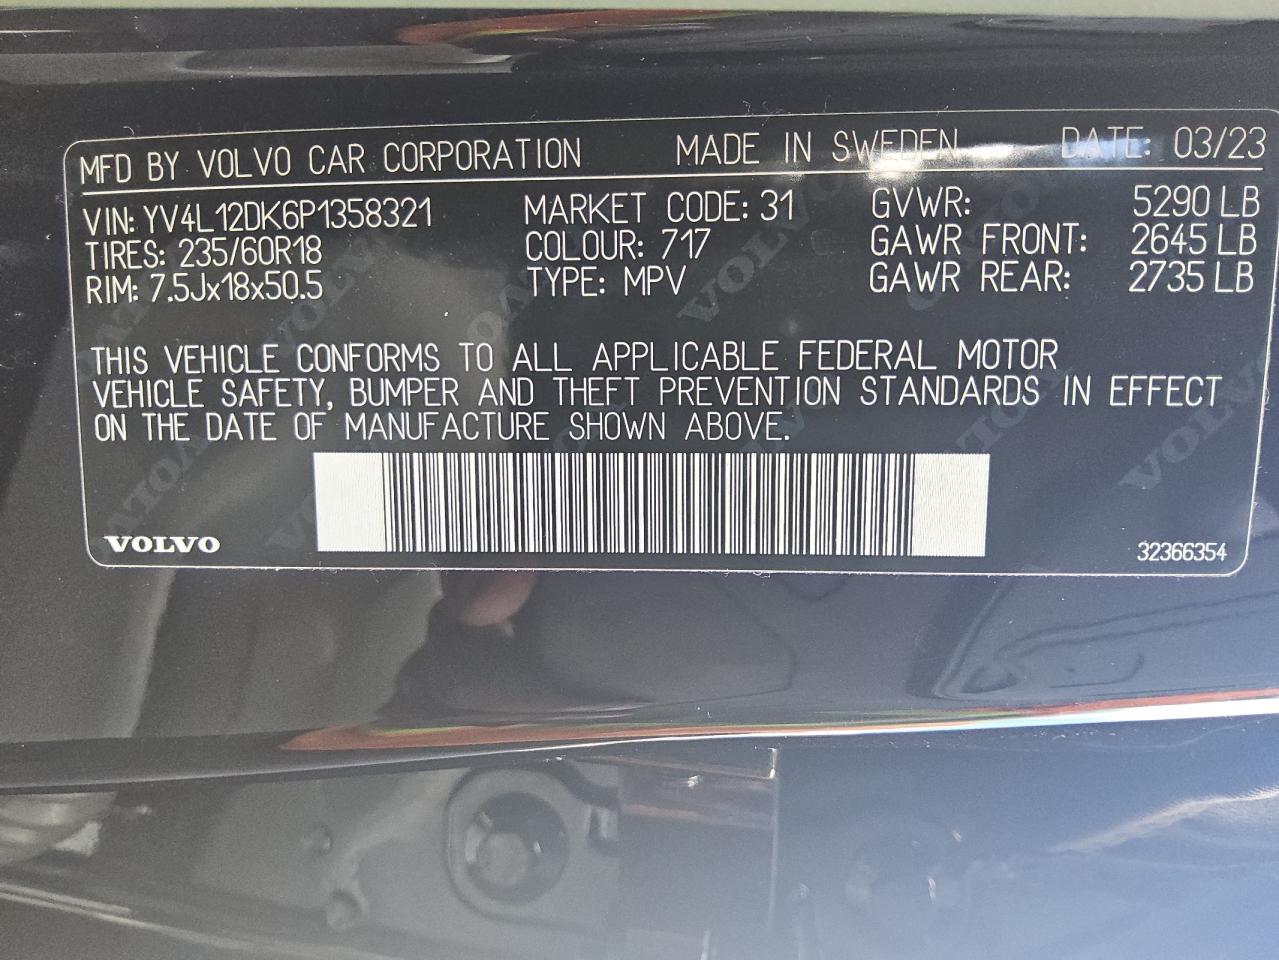 MFD BY VOLVO CAR CORPORATION MADE IN SWEDEN DATE: 03/23
VIN: YV4L12DK6P1358321 MARKET CODE: 31 GVWR: 5290 LB
TIRES: 235/60R18 COLOUR: 717 GAWR FRONT: 2645 LB
RIM: 7.5Jx18x50.5 TYPE: MPV GAWR REAR: 2735 LB
THIS VEHICLE CONFORMS TO ALL APPLICABLE FEDERAL MOTOR
VEHICLE SAFETY, BUMPER AND THEFT PREVENTION STANDARDS IN EFFECT
ON THE DATE OF MANUFACTURE SHOWN ABOVE.
VOLVO 32366354